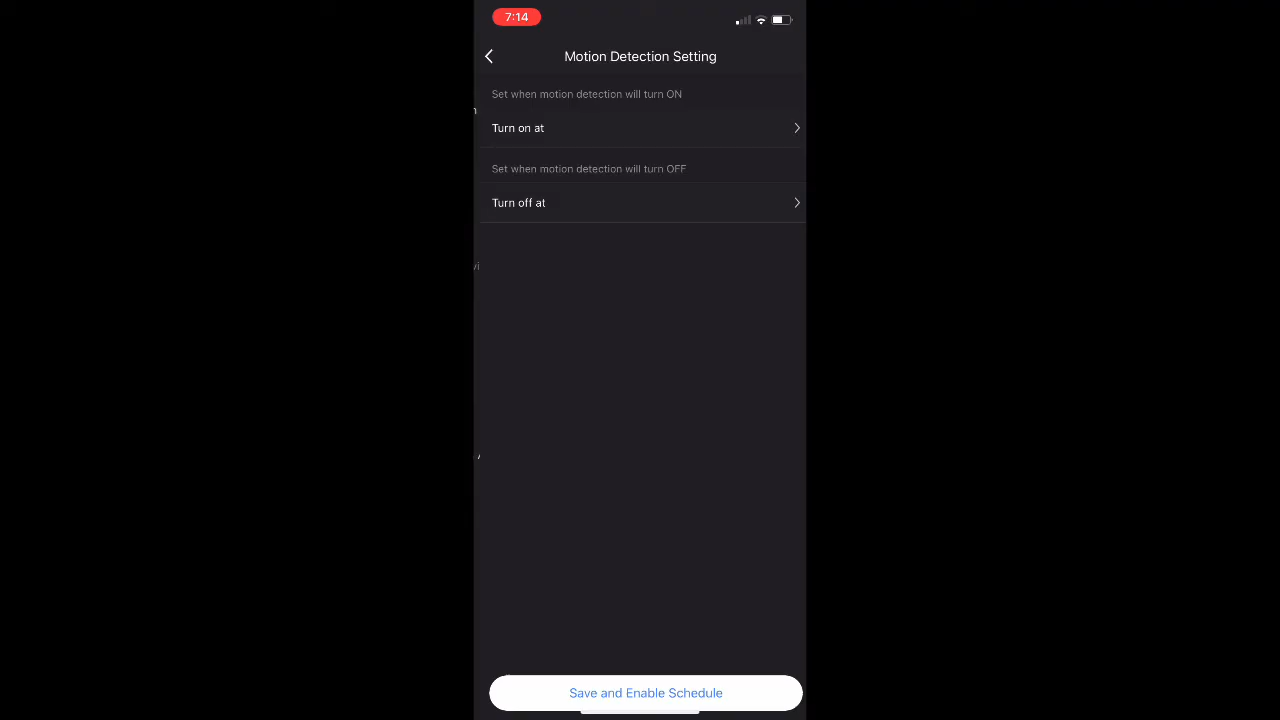 7:14
Motion Detection Setting
Set when motion detection will turn ON
Turn on at
Set when motion detection will turn OFF
Turn off at
Save and Enable Schedule